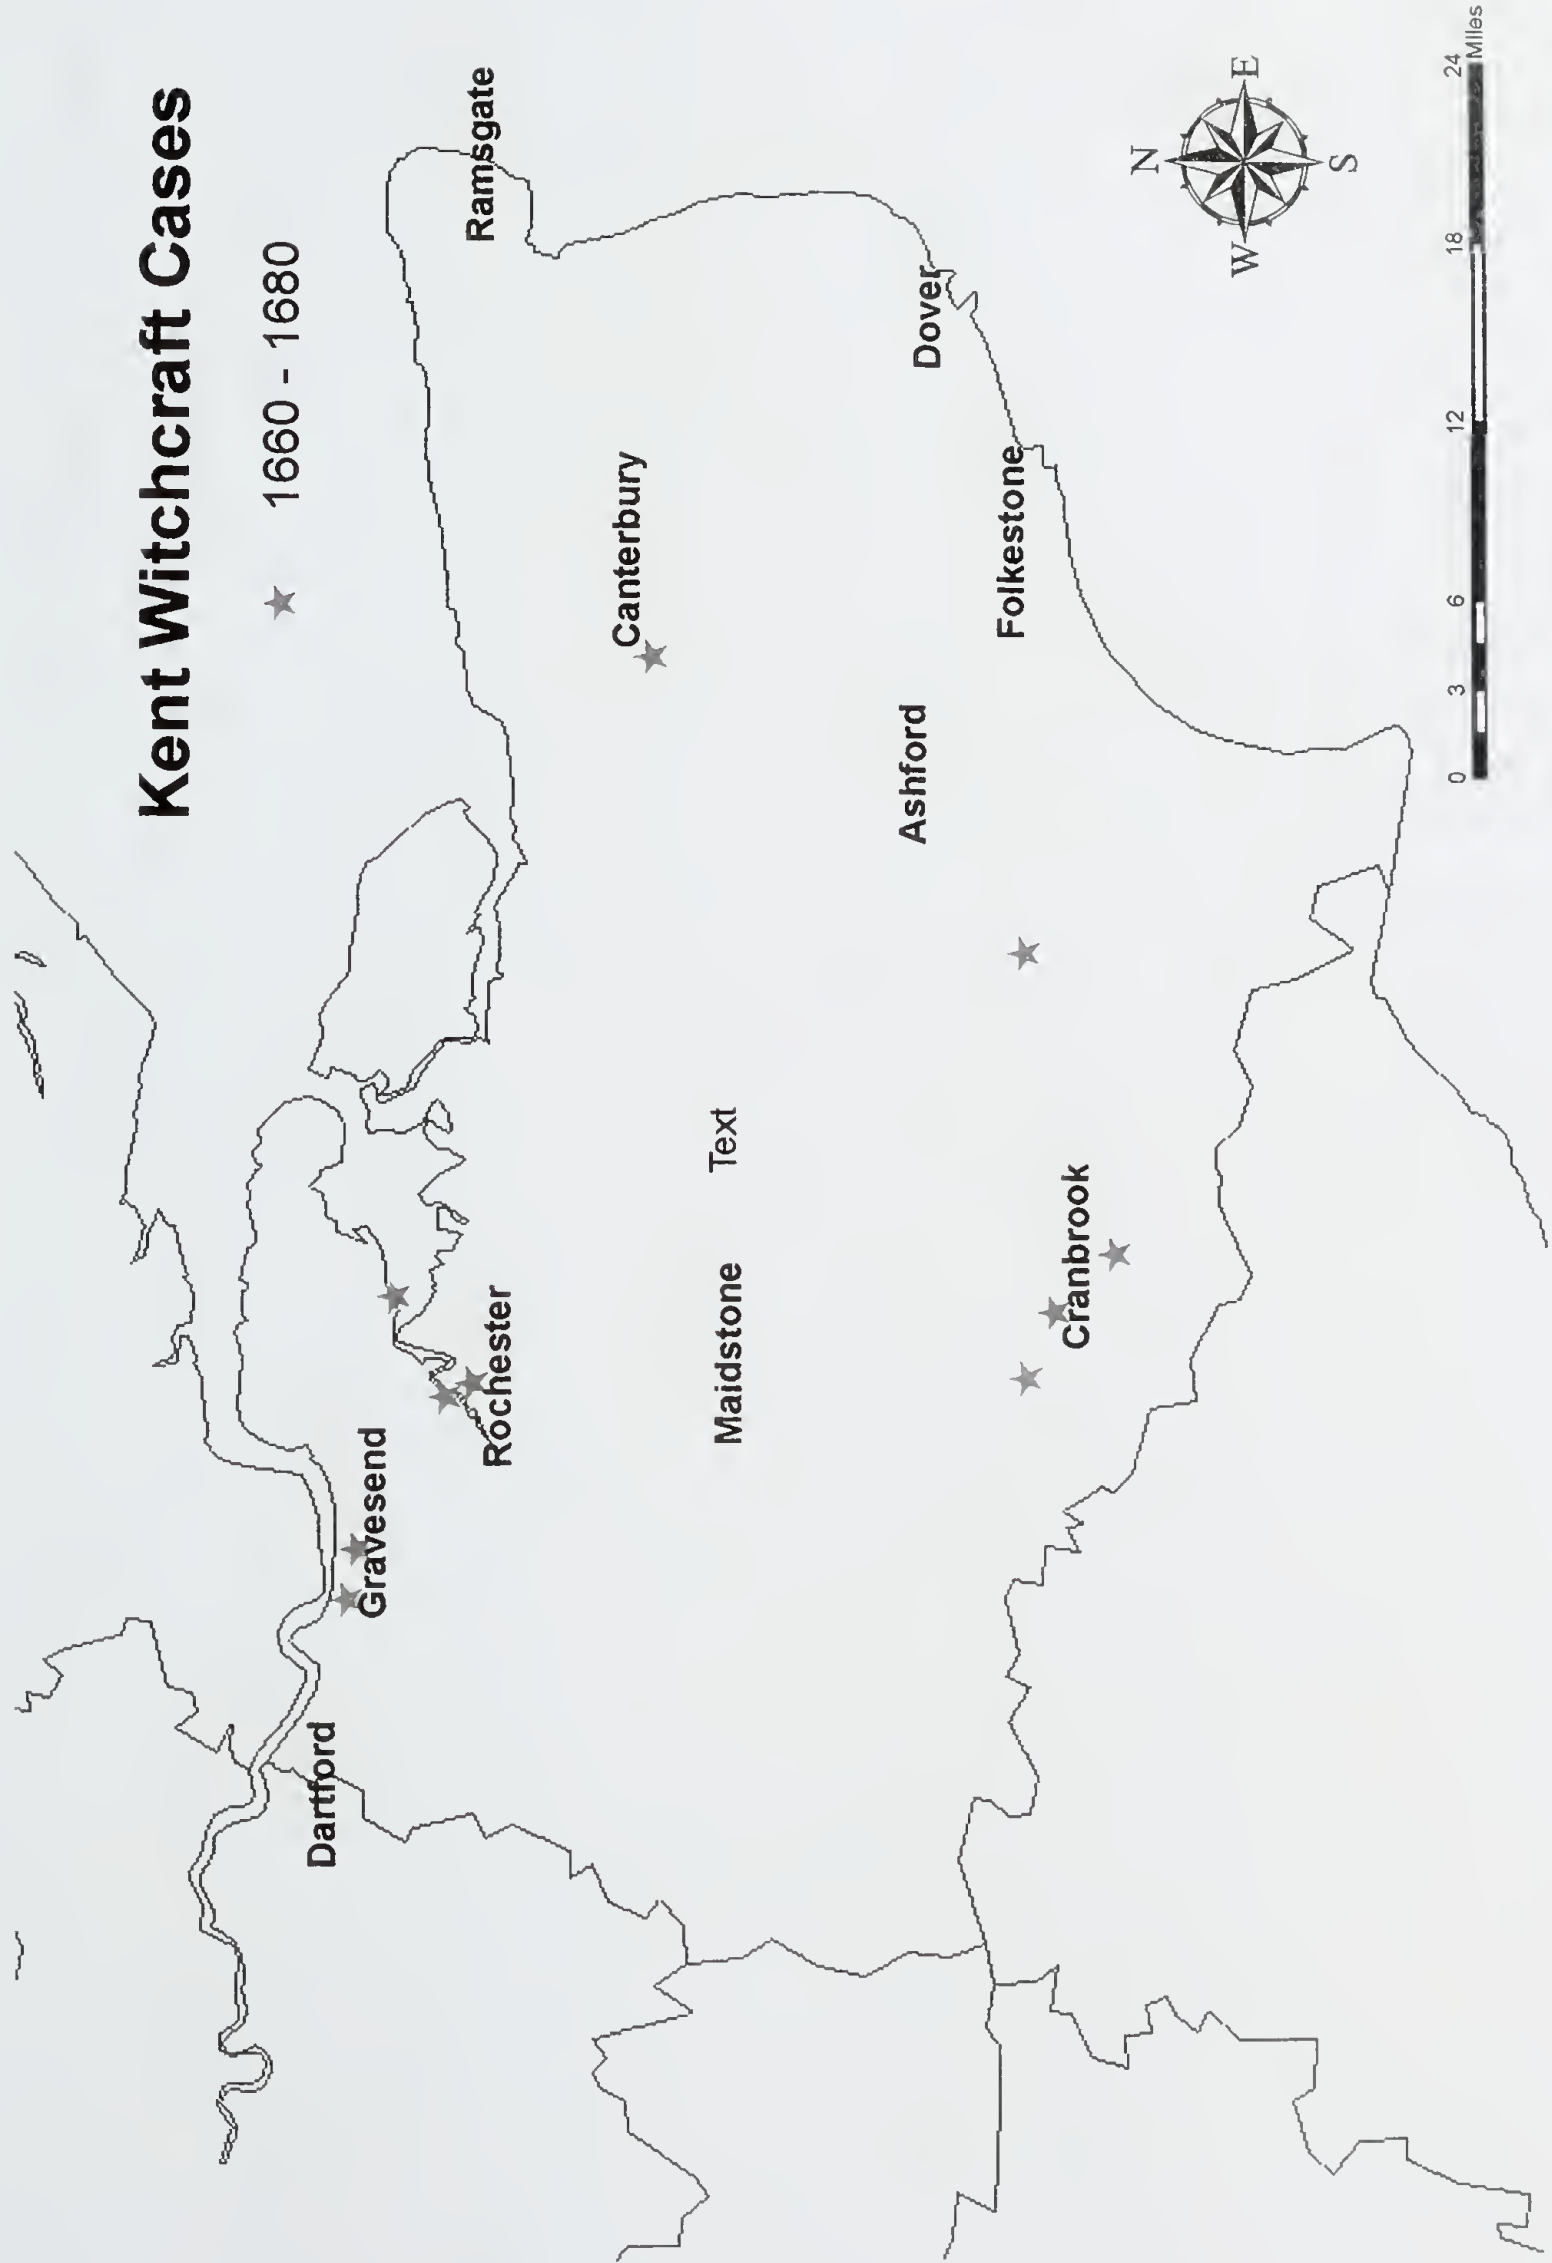 Kent Witchcraft Cases
1660 - 1680
Ramsgate
Dartford
Gravesend
Rochester
Canterbury
Maidstone
Text
Dover
Ashford
Folkestone
Cranbrook
N
W
E
S
0 3 6 12 18 24
Miles